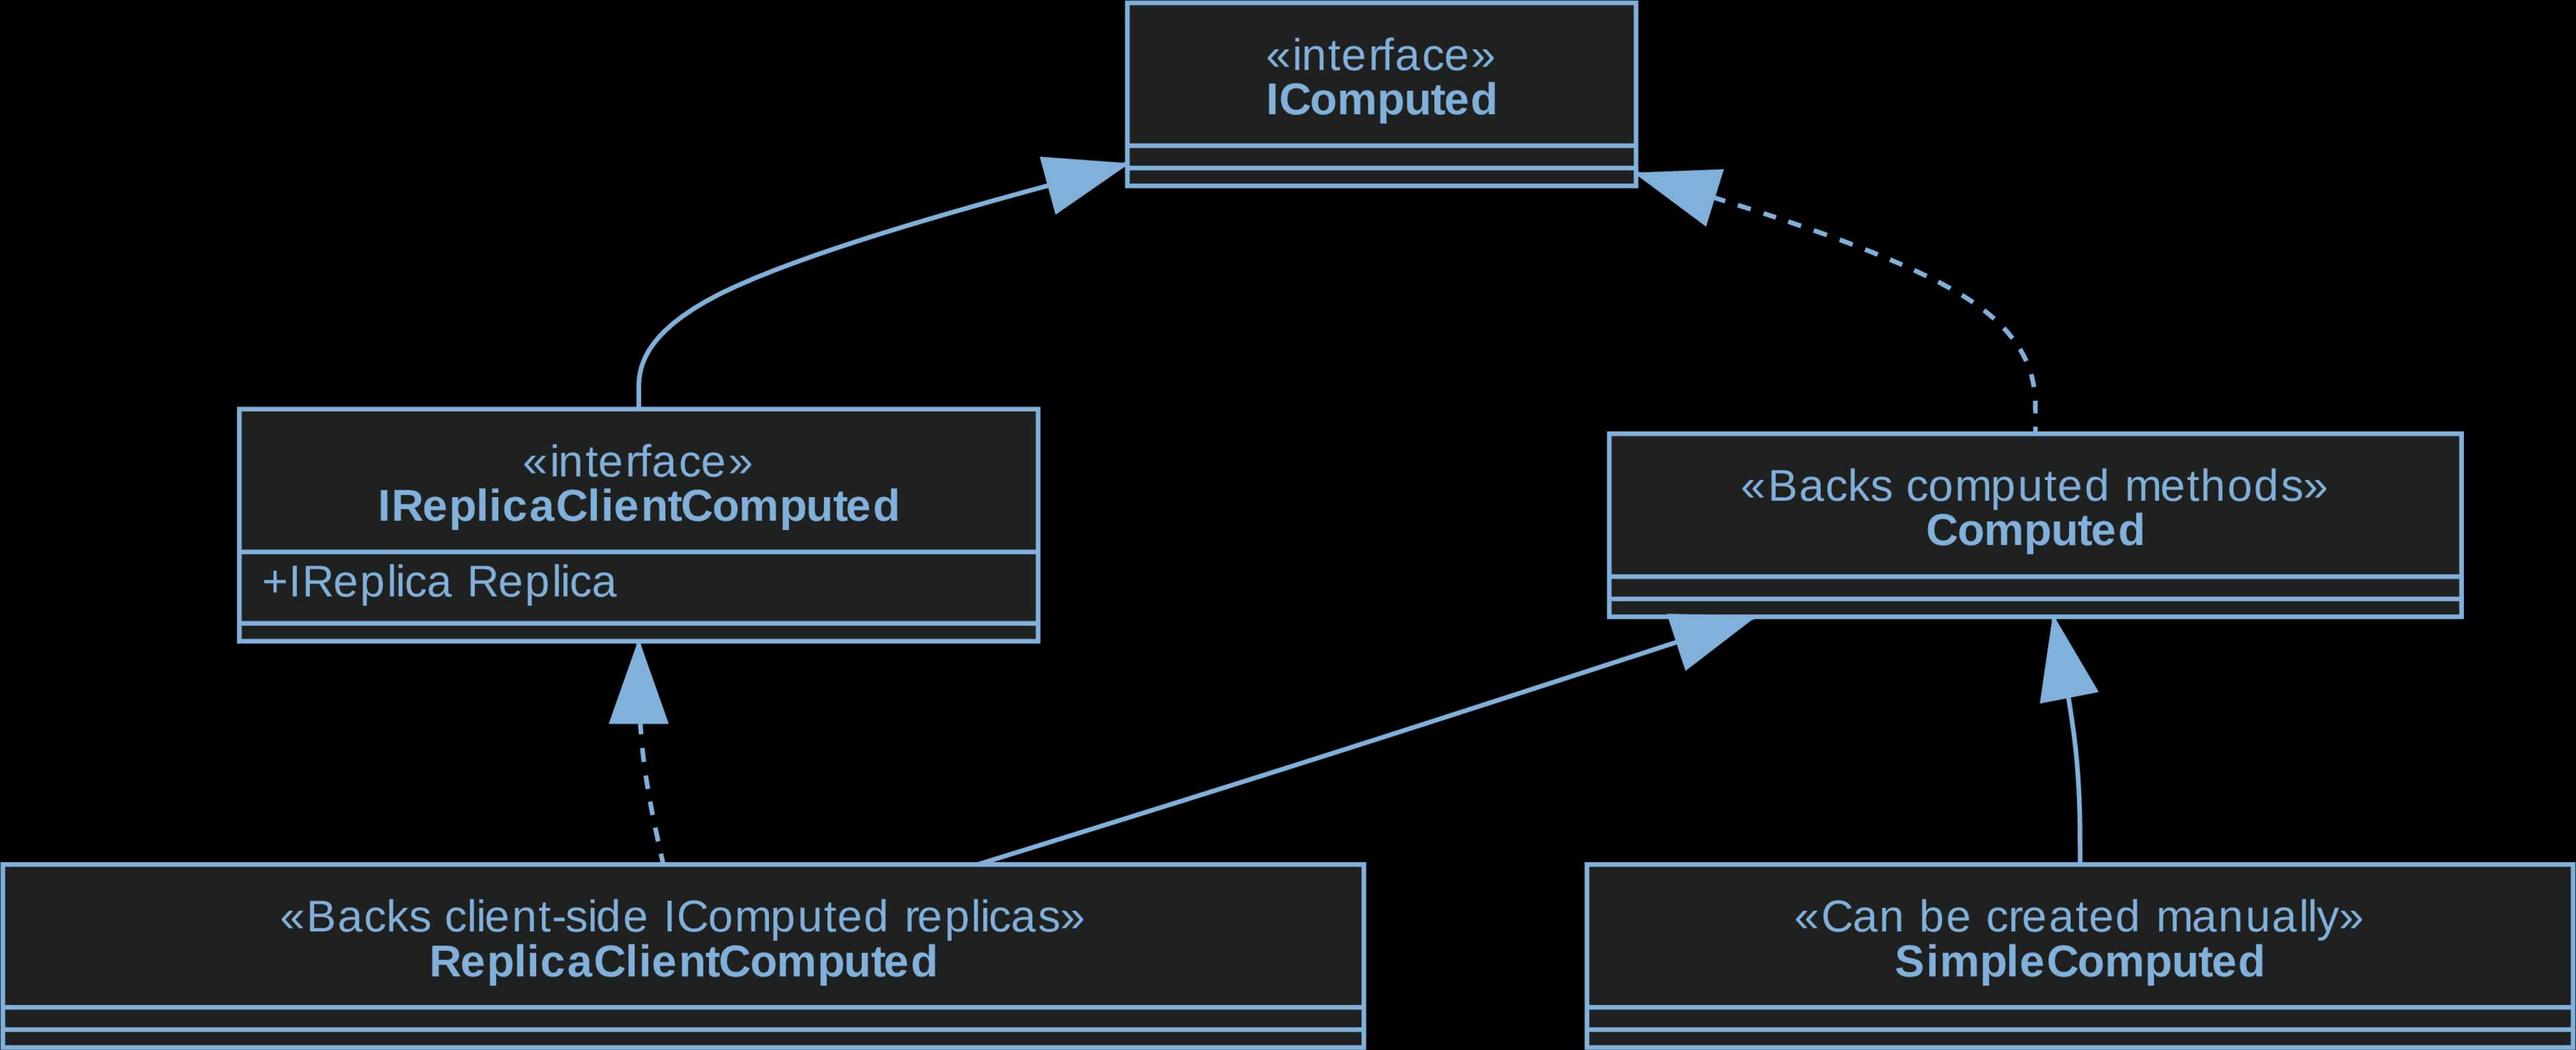 «interface»
IComputed
«interface»
IReplicaClientComputed
+IReplica Replica
«Backs computed methods»
Computed
«Backs client-side IComputed replicas»
ReplicaClientComputed
«Can be created manually»
SimpleComputed